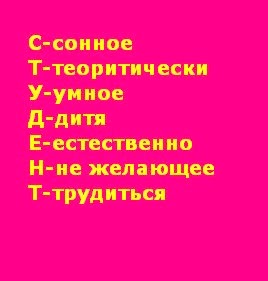 С-сонное
Т-теоритически
У-умное
Д-дитя
Е-естественно
Н-не желающее
Т-трудиться